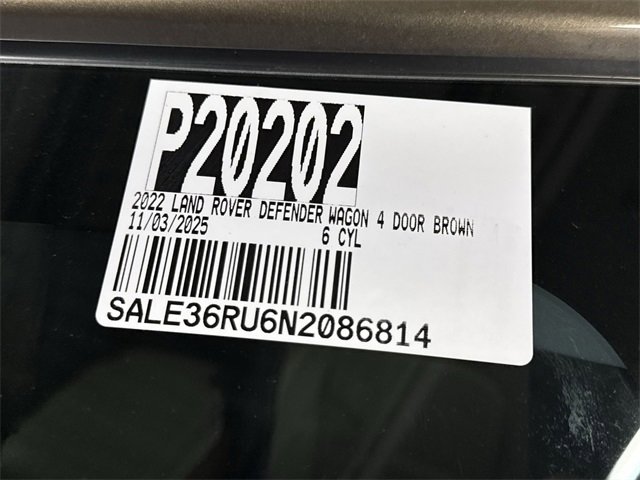 P20202
2022 LAND ROVER DEFENDER WAGON 4 DOOR BROWN
11/03/2025 6 CYL
SALE36RU6N2086814